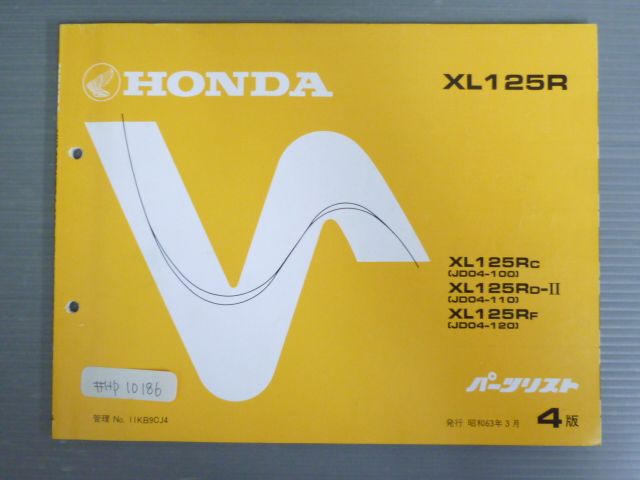 HONDA
XL125R
XL125Rc
(JD04-100)
XL125RD-II
(JD04-110)
XL125RF
(JD04-120)
パーツリスト
#Hp 10186
管理 No. 11KB9CJ4
発行 昭和63年3月 4版